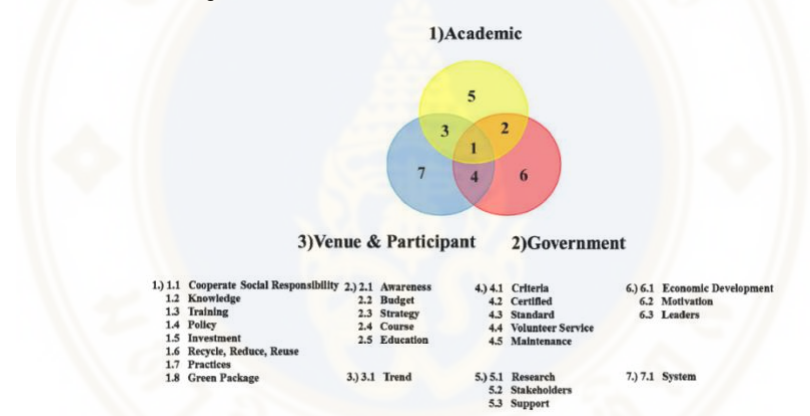 1)Academic
5
3
2
1
7
4
6
3)Venue & Participant
2)Government
1.) 1.1 Cooperate Social Responsibility
1.2 Knowledge
1.3 Training
1.4 Policy
1.5 Investment
1.6 Recycle, Reduce, Reuse
1.7 Practices
1.8 Green Package
2.) 2.1 Awareness
2.2 Budget
2.3 Strategy
2.4 Course
2.5 Education
3.) 3.1 Trend
4.) 4.1 Criteria
4.2 Certified
4.3 Standard
4.4 Volunteer Service
4.5 Maintenance
5.) 5.1 Research
5.2 Stakeholders
5.3 Support
6.) 6.1 Economic Development
6.2 Motivation
6.3 Leaders
7.) 7.1 System